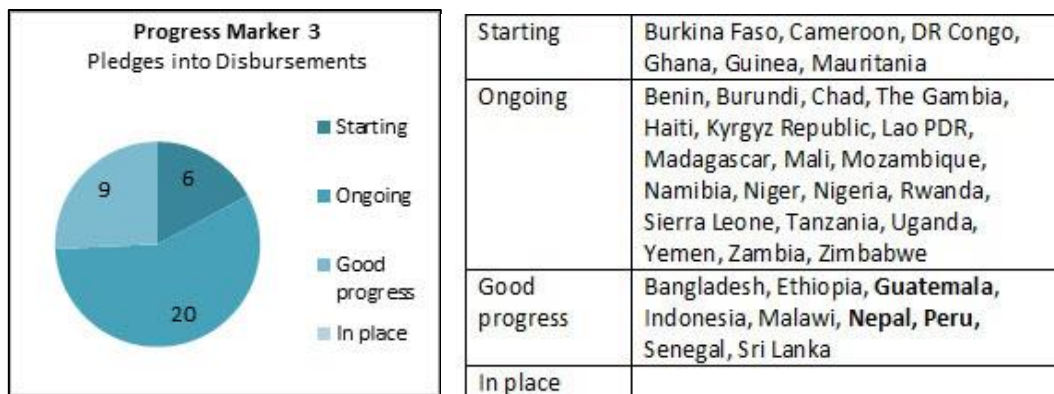 Progress Marker 3
Pledges into Disbursements
9
6
20
Starting
Ongoing
Good
progress
In place
Starting
Burkina Faso, Cameroon, DR Congo,
Ghana, Guinea, Mauritania
Ongoing
Benin, Burundi, Chad, The Gambia,
Haiti, Kyrgyz Republic, Lao PDR,
Madagascar, Mali, Mozambique,
Namibia, Niger, Nigeria, Rwanda,
Sierra Leone, Tanzania, Uganda,
Yemen, Zambia, Zimbabwe
Good
progress
Bangladesh, Ethiopia, Guatemala,
Indonesia, Malawi, Nepal, Peru,
Senegal, Sri Lanka
In place